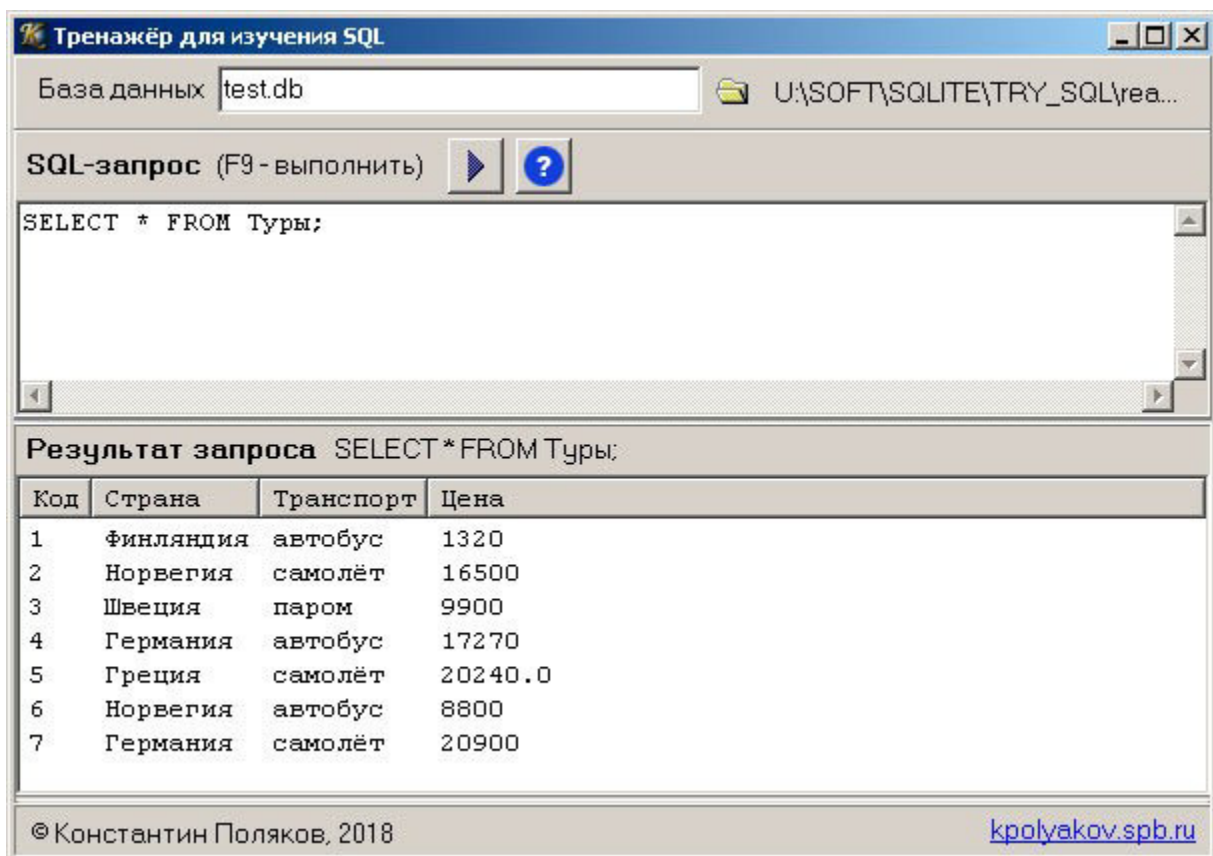 Тренажёр для изучения SQL
База данных test.db U:\SOFT\SQLITE\TRY_SQL\rea...
SQL-запрос (F9 - выполнить)
SELECT * FROM Туры;
Результат запроса SELECT * FROM Туры;
Код Страна Транспорт Цена
1 Финляндия автобус 1320
2 Норвегия самолёт 16500
3 Швеция паром 9900
4 Германия автобус 17270
5 Греция самолёт 20240.0
6 Норвегия автобус 8800
7 Германия самолёт 20900
© Константин Поляков, 2018 kpolyakov.spb.ru